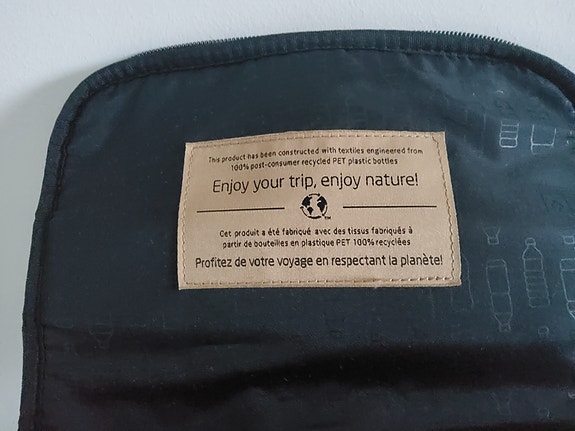 This product has been constructed with textiles engineered from
100% post-consumer recycled PET plastic bottles
Enjoy your trip, enjoy nature!
TM
Cet produit a été fabriqué avec des tissus fabriqués à
partir de bouteilles en plastique PET 100% recyclées
Profitez de votre voyage en respectant la planète!